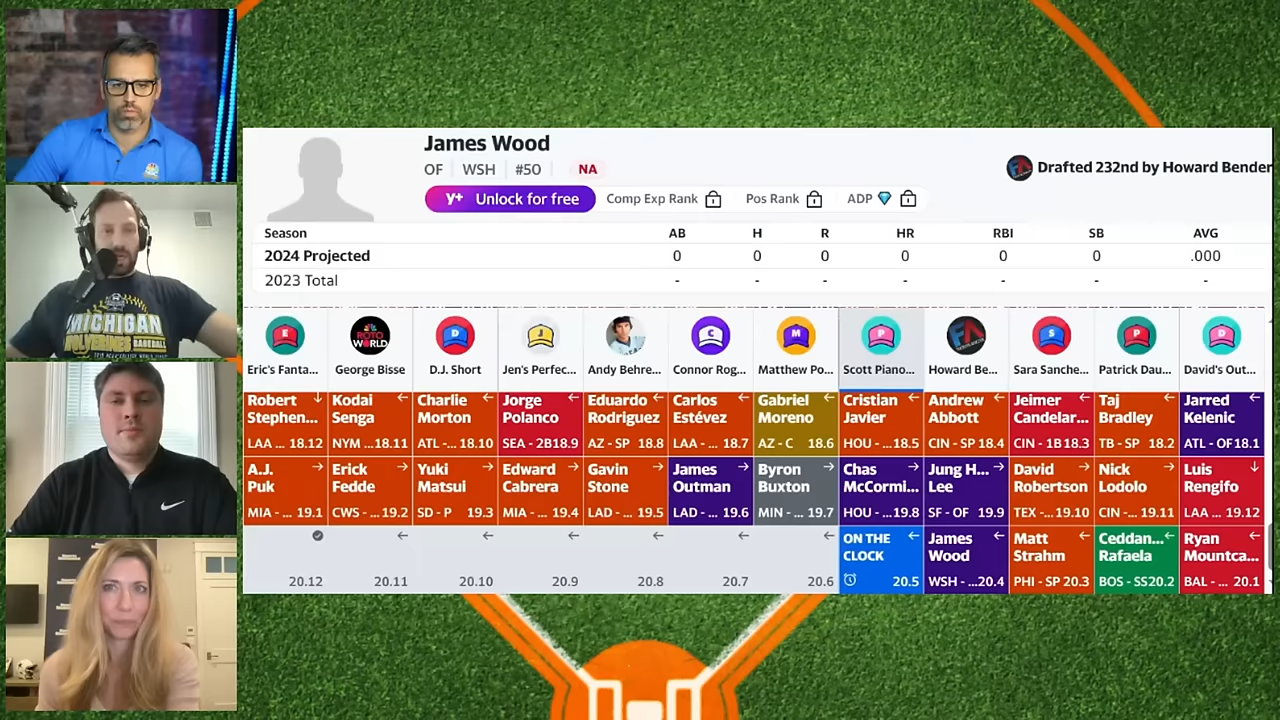 James Wood
OF WSH #50 NA
Drafted 232nd by Howard Bender
y+ Unlock for free Comp Exp Rank Pos Rank ADP
Season AB H R HR RBI SB AVG
2024 Projected 0 0 0 0 0 0 .000
2023 Total - - - - - - -
E ROTO WORLD D J C M P FA S P D
Eric's Fanta... George Bisse D.J. Short Jen's Perfec... Andy Behre... Connor Rog... Matthew Po... Scott Piano... Howard Be... Sara Sanche... Patrick Dau... David's Out...
Robert Kodai Charlie Jorge Eduardo Carlos Gabriel Cristian Andrew Jeimer Taj Jarred
Stephen... Senga Morton Polanco Rodriguez Estévez Moreno Javier Abbott Candelar... Bradley Kelenic
LAA ... 18.12 NYM ...18.11 ATL -... 18.10 SEA - 2B18.9 AZ - SP 18.8 LAA ... 18.7 AZ - C 18.6 HOU - ...18.5 CIN - SP 18.4 CIN - 1B18.3 TB - SP 18.2 ATL - OF18.1
A.J. Erick Yuki Edward Gavin James Byron Chas Jung H... David Nick Luis
Puk Fedde Matsui Cabrera Stone Outman Buxton McCormi... Lee Robertson Lodolo Rengifo
MIA - ... 19.1 CWS - ... 19.2 SD - P 19.3 MIA - ... 19.4 LAD - ... 19.5 LAD - ... 19.6 MIN - ... 19.7 HOU - ...19.8 SF - OF 19.9 TEX -...19.10 CIN -...19.11 LAA ... 19.12
ON THE James Matt Ceddan... Ryan
CLOCK Wood Strahm Rafaela Mountca...
20.12 20.11 20.10 20.9 20.8 20.7 20.6 20.5 WSH - ...20.4 PHI - SP 20.3 BOS - SS20.2 BAL - ... 20.1
MICHIGAN
WOLVERINES
BASEBALL